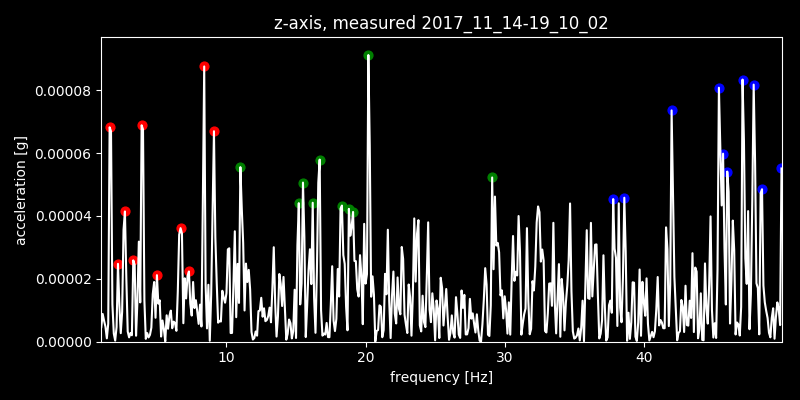 z-axis, measured 2017_11_14-19_10_02
0.00008
0.00006
0.00004
0.00002
0.00000
acceleration [g]
10 20 30 40
frequency [Hz]